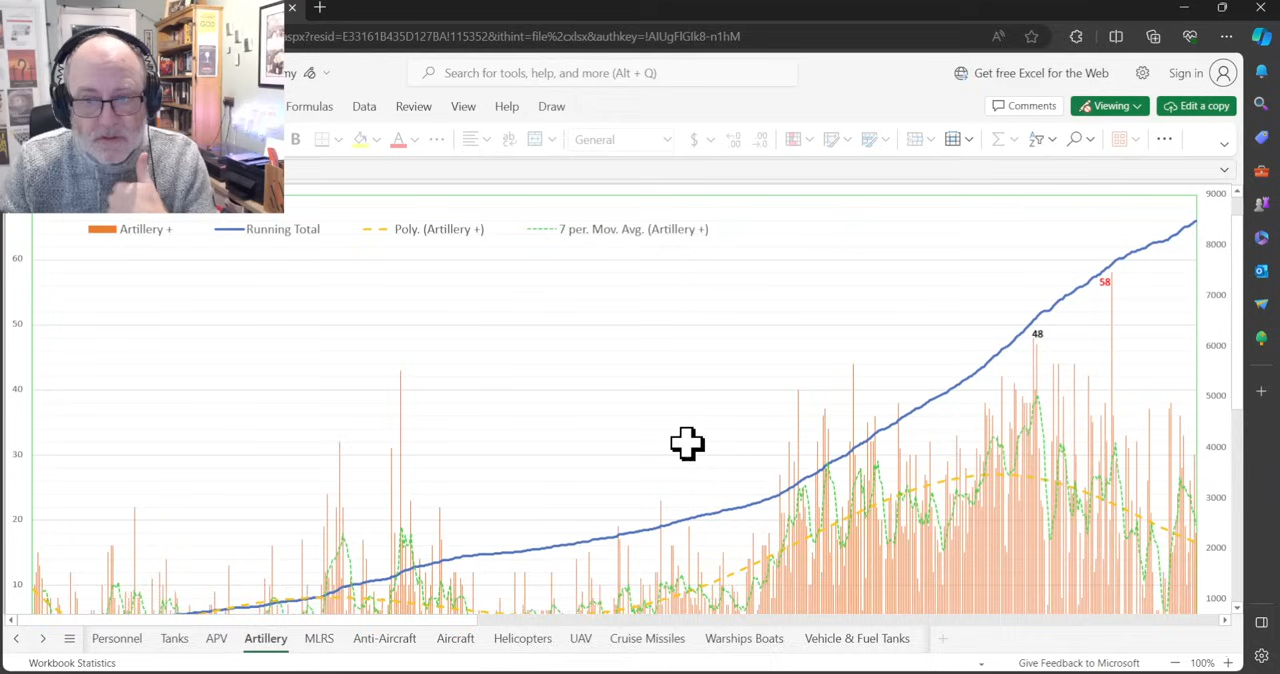 aspx?resid=E33161B435D127BA!115352&ithint=file%2cxlsx&authkey=!AIUgFlGIk8-n1hM
my
Search for tools, help, and more (Alt + Q)
Get free Excel for the Web
Sign in
Formulas
Data
Review
View
Help
Draw
Comments
Viewing
Edit a copy
B
A
General
$
Artillery +
Running Total
Poly. (Artillery +)
7 per. Mov. Avg. (Artillery +)
60
50
40
30
20
10
9000
8000
7000
6000
5000
4000
3000
2000
1000
58
48
Personnel
Tanks
APV
Artillery
MLRS
Anti-Aircraft
Aircraft
Helicopters
UAV
Cruise Missiles
Warships Boats
Vehicle & Fuel Tanks
Workbook Statistics
Give Feedback to Microsoft
100%